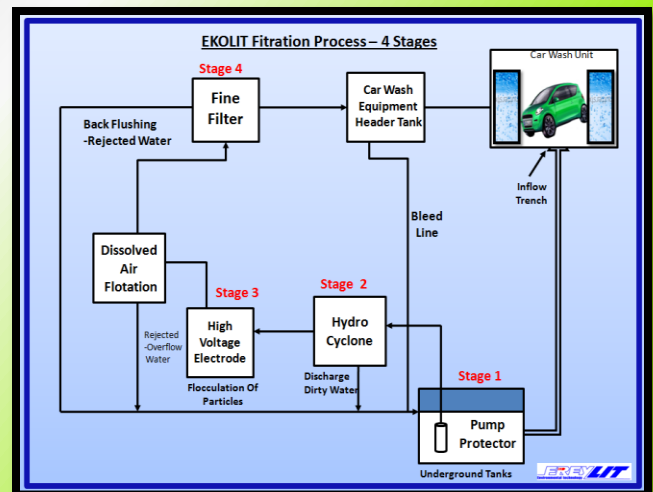 EKOLIT Fitration Process – 4 Stages
Stage 4
Fine
Filter
Car Wash
Equipment
Header Tank
Car Wash Unit
Back Flushing
-Rejected Water
Inflow
Trench
Bleed
Line
Dissolved
Air
Flotation
Stage 3
High
Voltage
Electrode
Flocculation Of
Particles
Rejected
-Overflow
Water
Stage 2
Hydro
Cyclone
Discharge
Dirty Water
Stage 1
Pump
Protector
Underground Tanks
FREYLIT